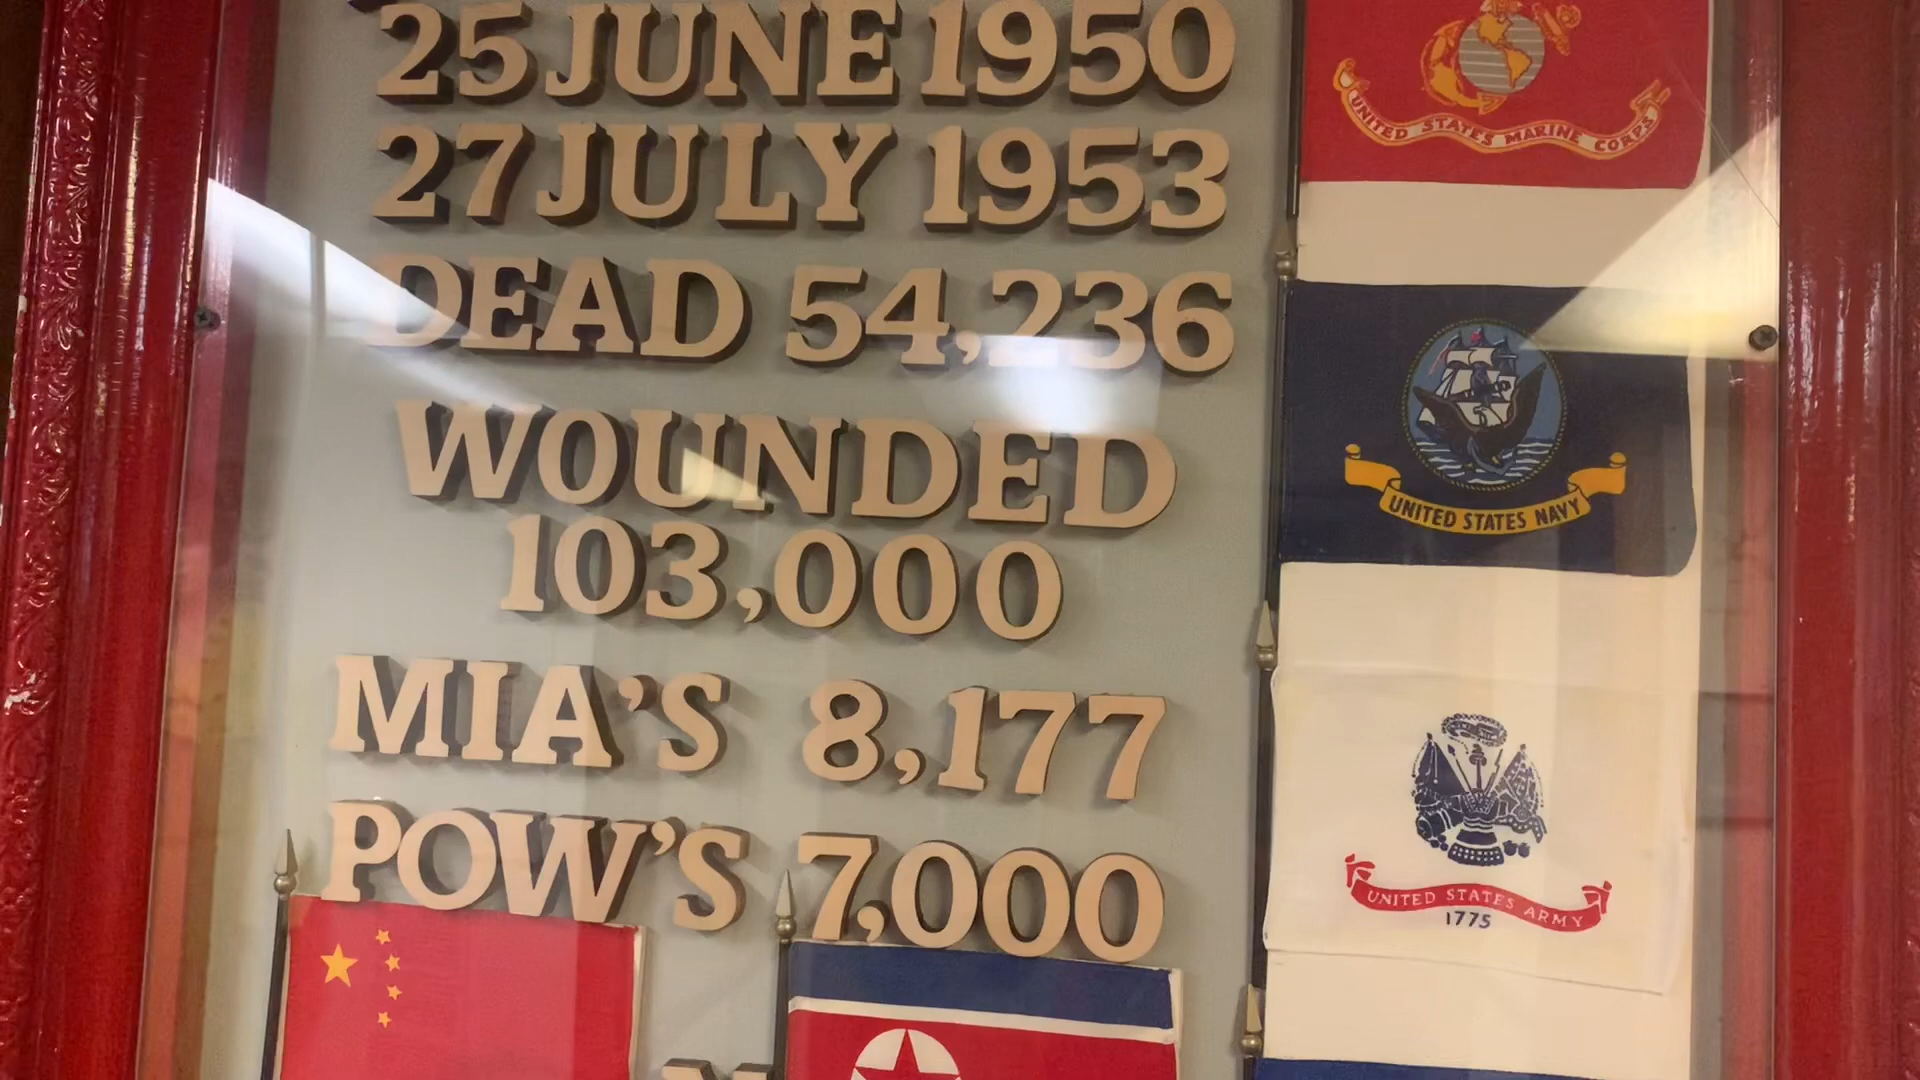 25 JUNE 1950
27 JULY 1953
DEAD 54,236
WOUNDED
103,000
MIA'S 8,177
POW'S 7,000
UNITED STATES MARINE CORPS
UNITED STATES NAVY
UNITED STATES ARMY
1775